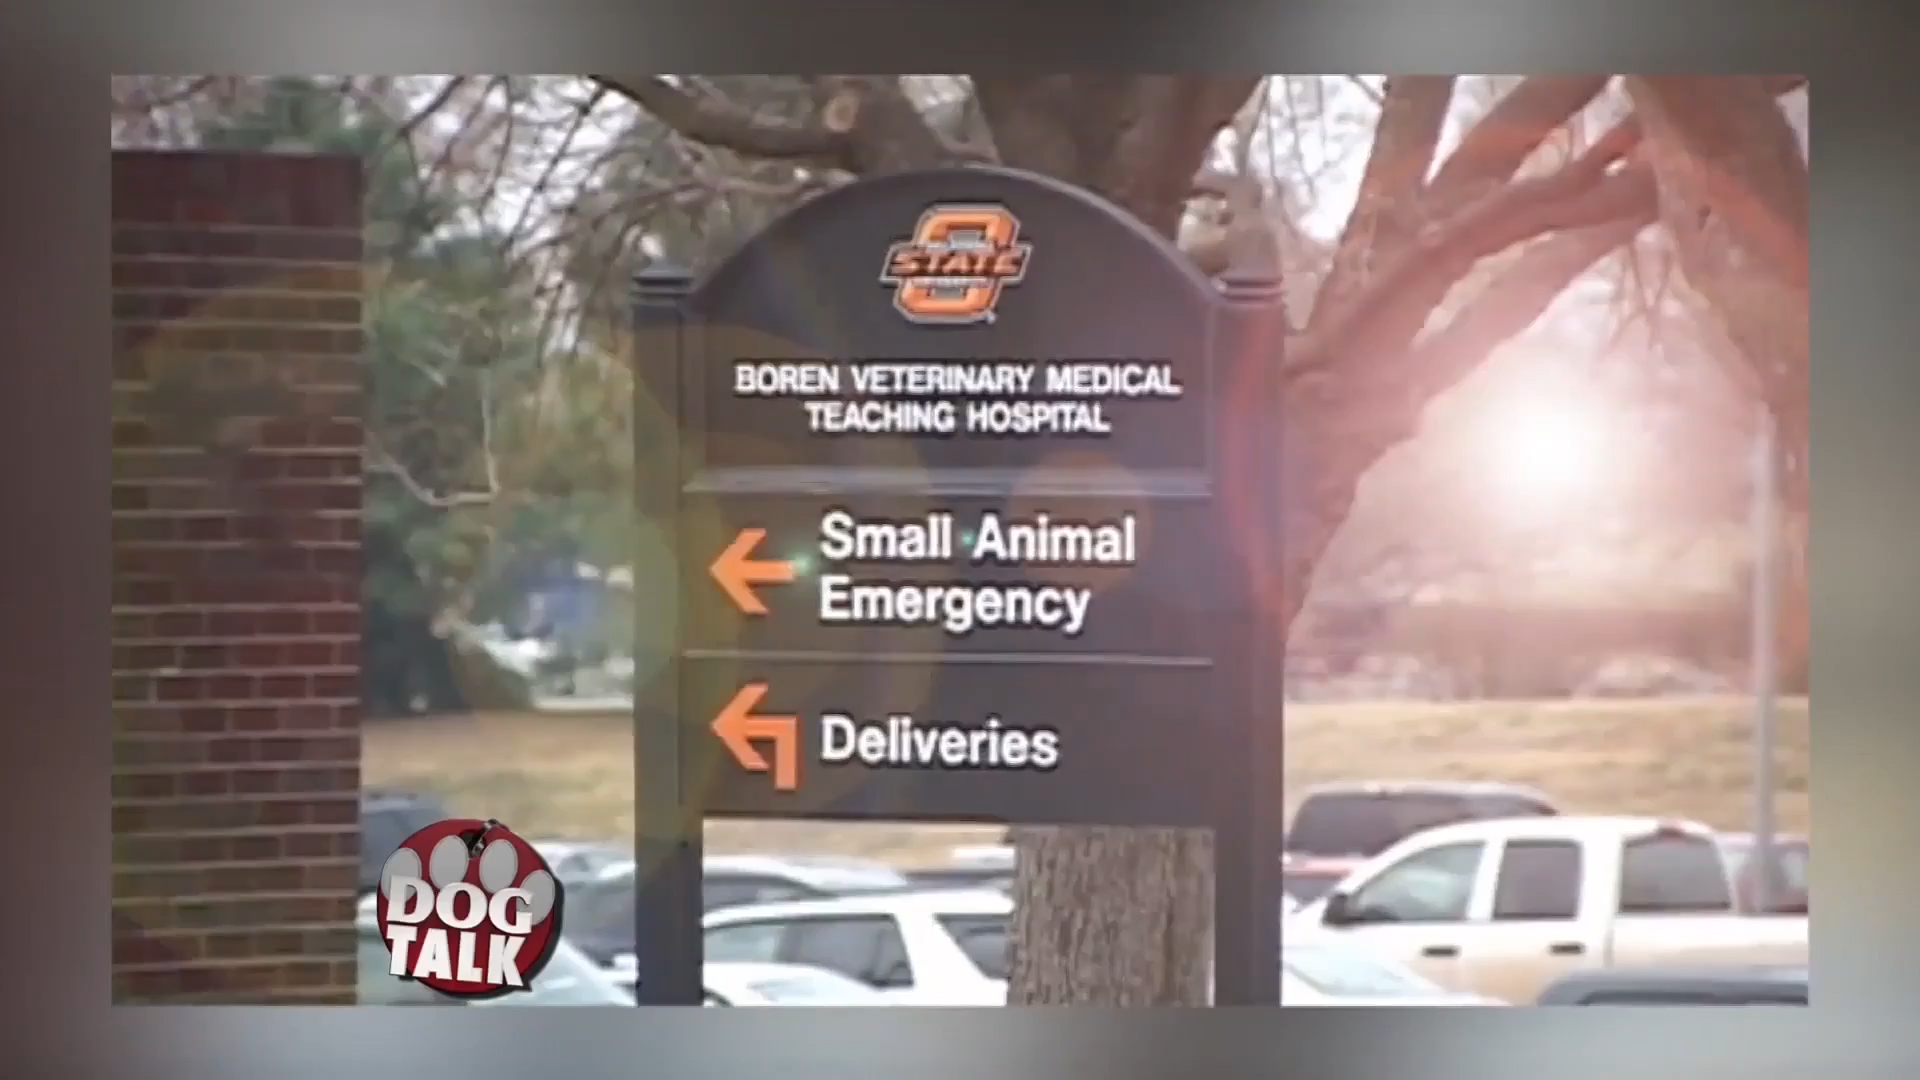 STATE
BOREN VETERINARY MEDICAL
TEACHING HOSPITAL
Small Animal
Emergency
Deliveries
DOG
TALK